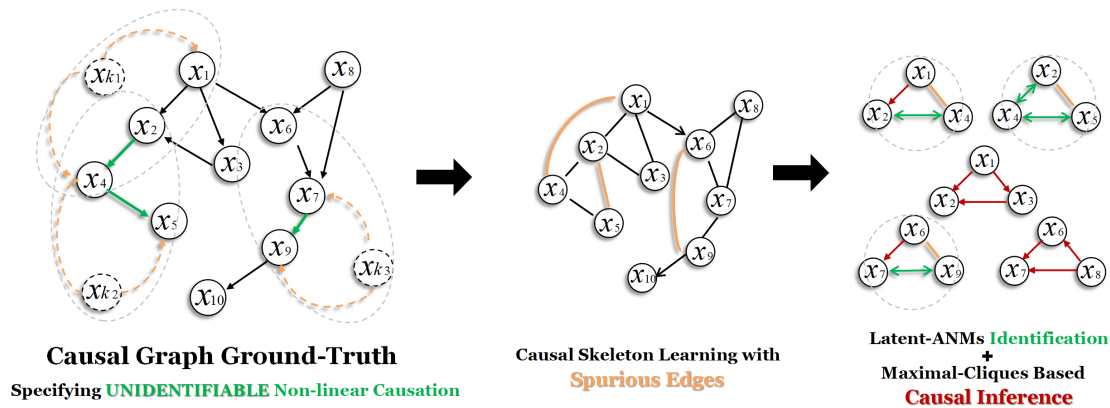 x1
x8
xk1
x2
x6
x3
x4
x7
x5
x9
xk2
xk3
x10
Causal Graph Ground-Truth
Specifying UNIDENTIFIABLE Non-linear Causation
x1
x8
x2
x6
x3
x4
x7
x5
x9
x10
Causal Skeleton Learning with
Spurious Edges
x1
x2
x4
x2
x4
x5
x1
x2
x3
x6
x7
x9
x6
x7
x8
Latent-ANMs Identification
+
Maximal-Cliques Based
Causal Inference